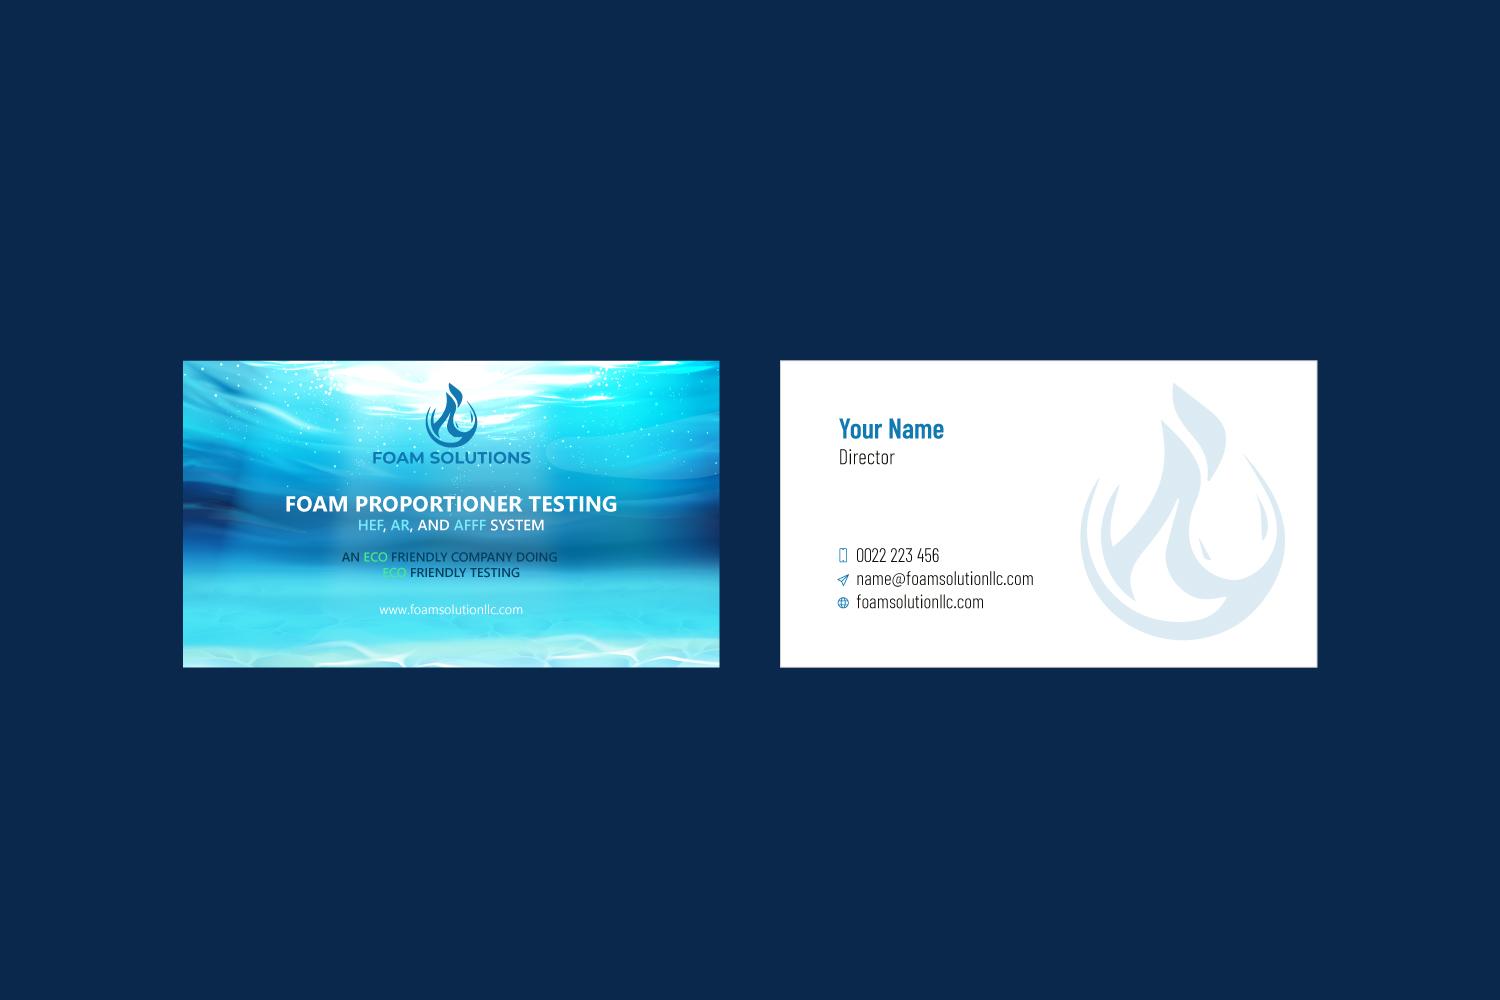 FOAM SOLUTIONS
FOAM PROPORTIONER TESTING
HEF, AR, AND AFFF SYSTEM
AN ECO FRIENDLY COMPANY DOING
ECO FRIENDLY TESTING
www.foamsolutionllc.com
Your Name
Director
0022 223 456
name@foamsolutionllc.com
foamsolutionllc.com